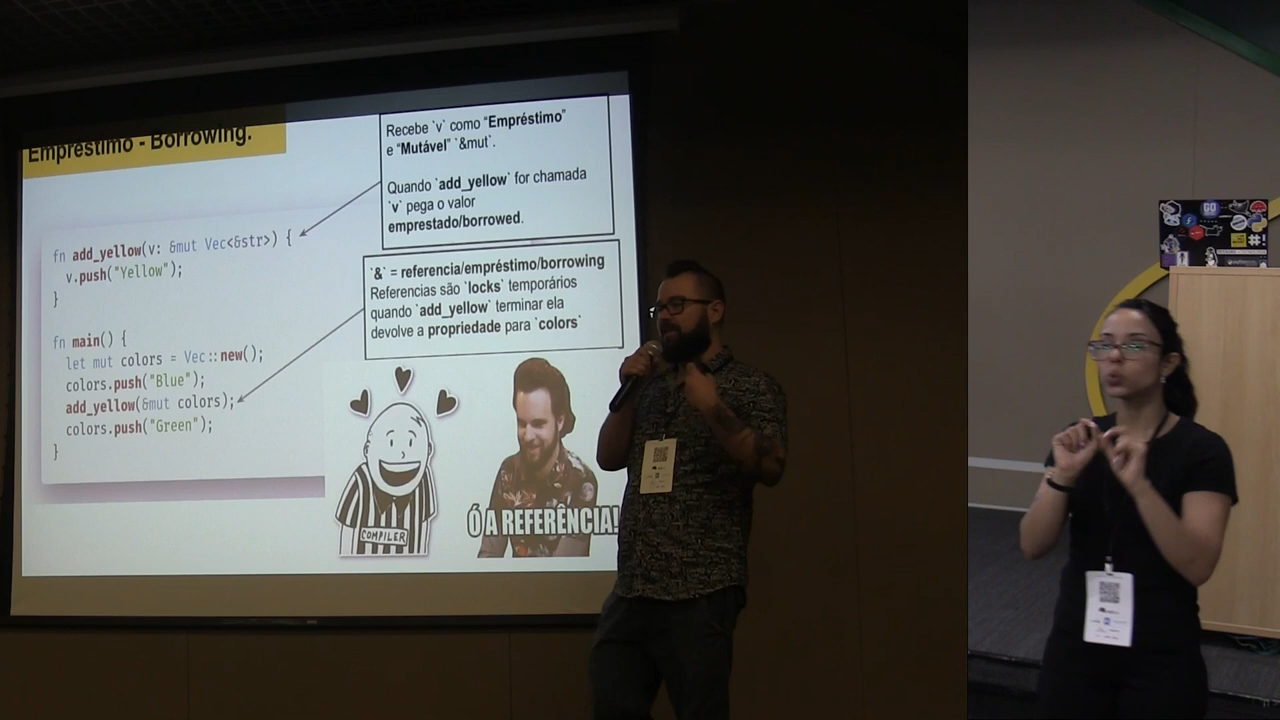 Empréstimo - Borrowing.
Recebe `v` como “Empréstimo”
e “Mutável” `&mut`.
Quando `add_yellow` for chamada
`v` pega o valor
emprestado/borrowed.
fn add_yellow(v: &mut Vec<&str>) {
v.push("Yellow");
}
fn main() {
let mut colors = Vec::new();
colors.push("Blue");
add_yellow(&mut colors);
colors.push("Green");
}
`&` = referencia/empréstimo/borrowing
Referencias são `locks` temporários
quando `add_yellow` terminar ela
devolve a propriedade para `colors`
COMPILER
Ó A REFERÊNCIA!
GO
#!